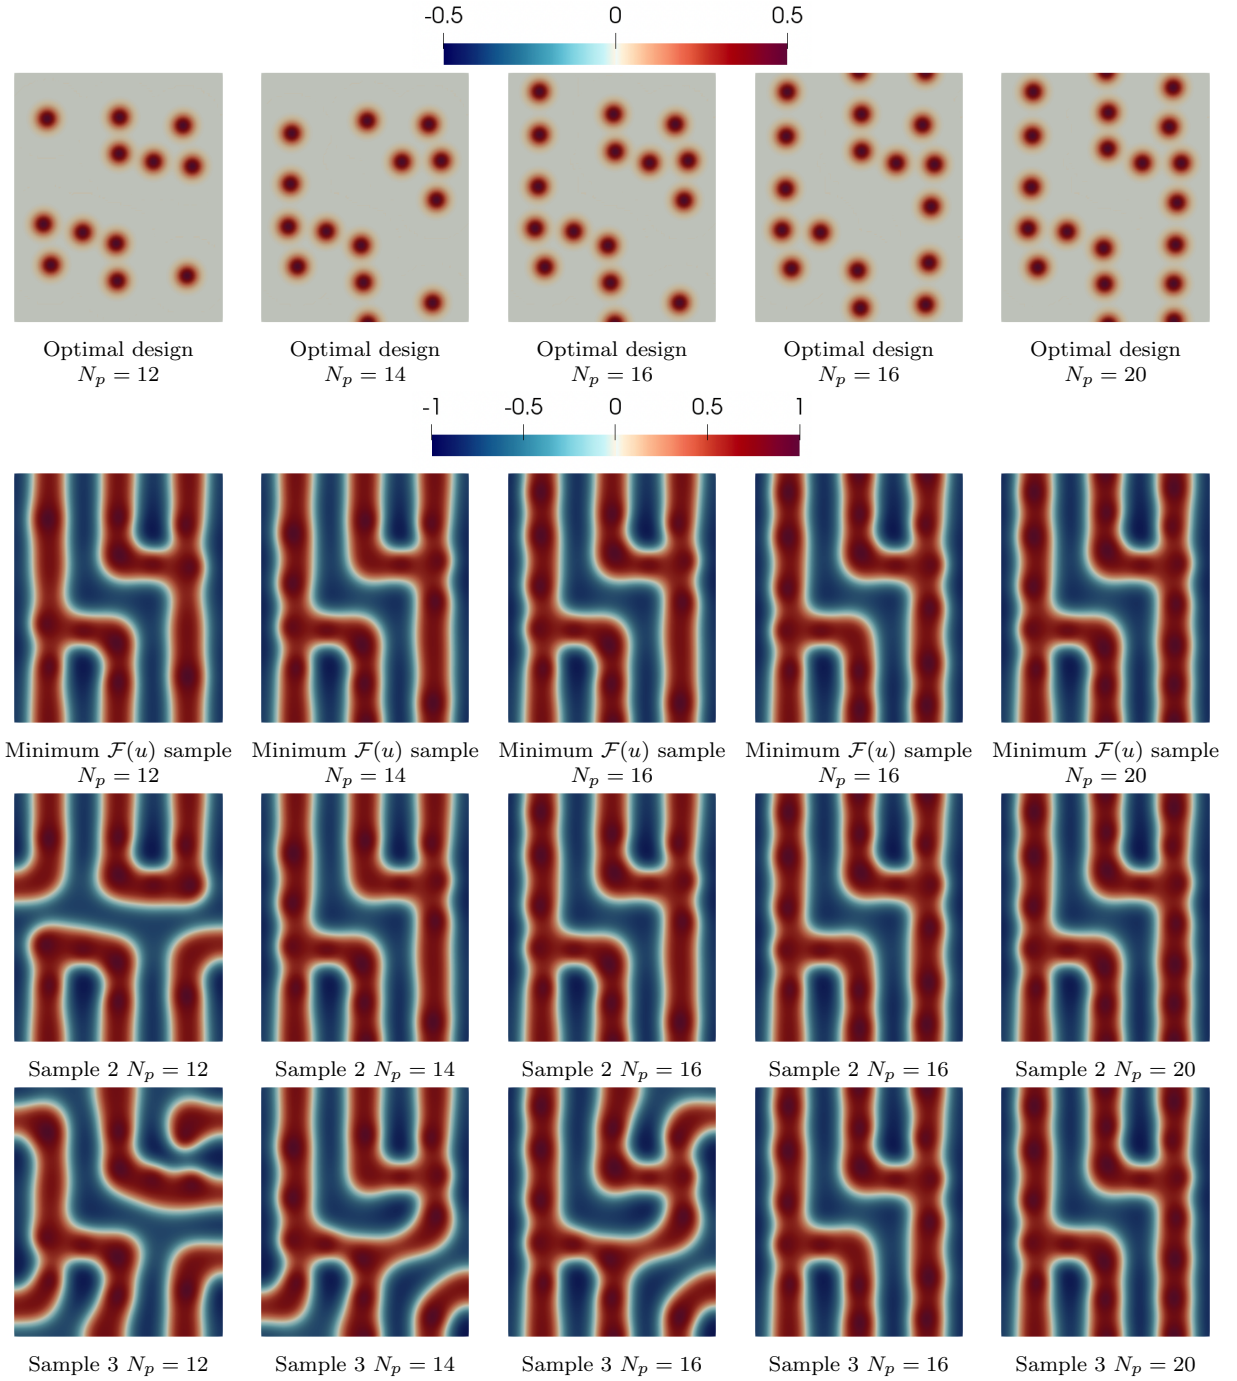 -0.5 0 0.5
Optimal design Optimal design Optimal design Optimal design Optimal design
N_p = 12 N_p = 14 N_p = 16 N_p = 16 N_p = 20
-1 -0.5 0 0.5 1
Minimum F(u) sample Minimum F(u) sample Minimum F(u) sample Minimum F(u) sample Minimum F(u) sample
N_p = 12 N_p = 14 N_p = 16 N_p = 16 N_p = 20
Sample 2 N_p = 12 Sample 2 N_p = 14 Sample 2 N_p = 16 Sample 2 N_p = 16 Sample 2 N_p = 20
Sample 3 N_p = 12 Sample 3 N_p = 14 Sample 3 N_p = 16 Sample 3 N_p = 16 Sample 3 N_p = 20